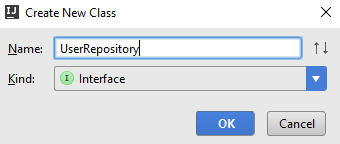 Create New Class
Name: UserRepository
Kind: I Interface
OK Cancel